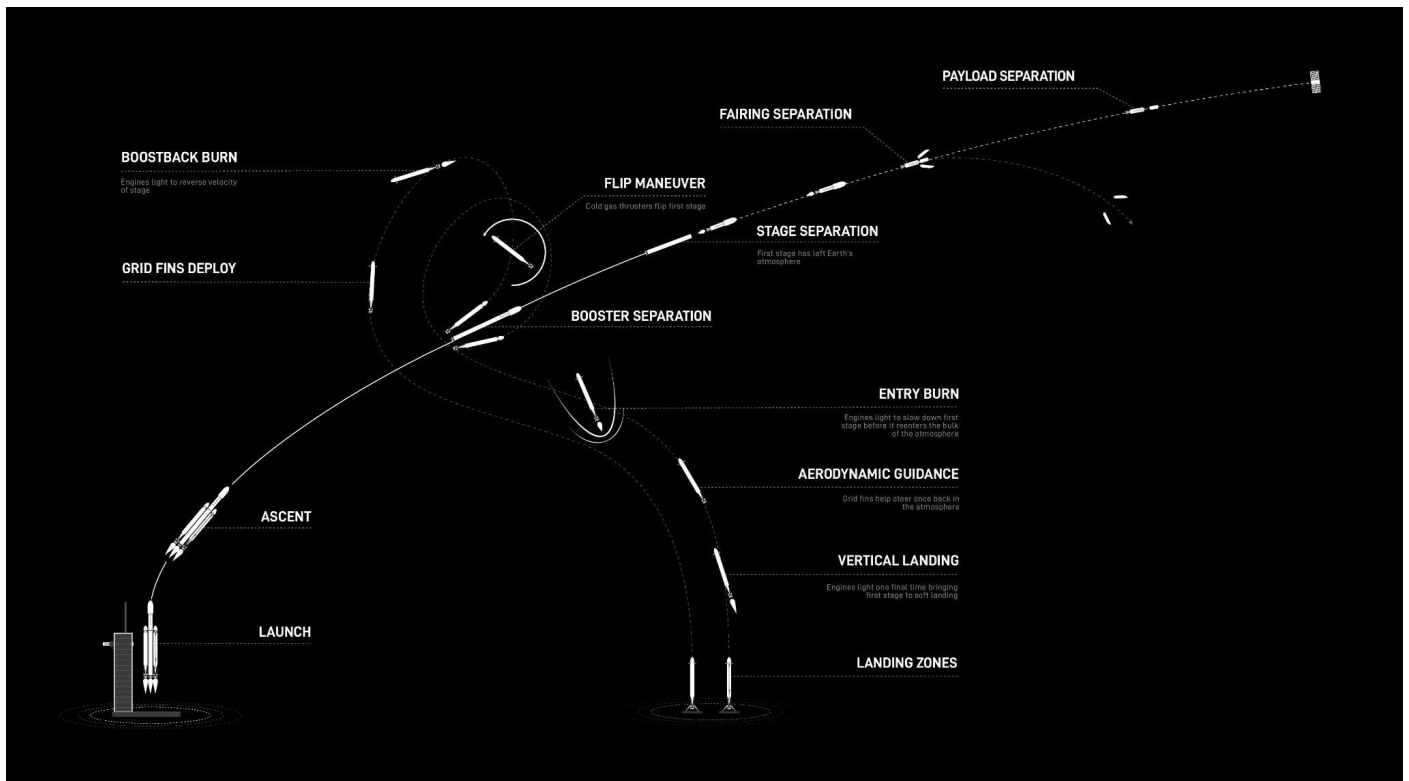 PAYLOAD SEPARATION
FAIRING SEPARATION
BOOSTBACK BURN
Engines light to reverse velocity
of stage
FLIP MANEUVER
Cold gas thrusters flip first stage
STAGE SEPARATION
First stage has left Earth's
atmosphere
GRID FINS DEPLOY
BOOSTER SEPARATION
ENTRY BURN
Engines light to slow down first
stage before it reenters the bulk
of the atmosphere
AERODYNAMIC GUIDANCE
Grid fins help steer once back in
the atmosphere
ASCENT
VERTICAL LANDING
Engines light one final time bringing
first stage to soft landing
LAUNCH
LANDING ZONES